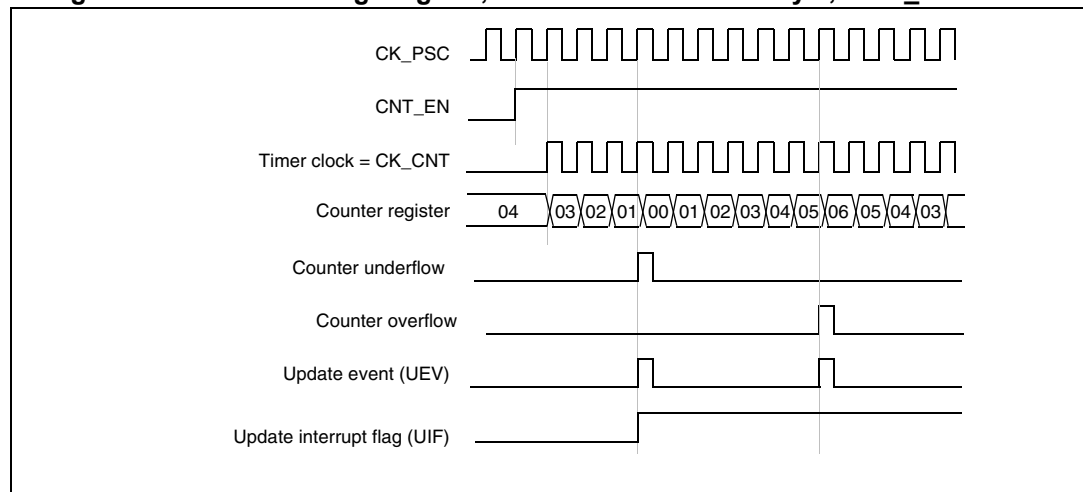 CK_PSC
CNT_EN
Timer clock = CK_CNT
Counter register 04 03 02 01 00 01 02 03 04 05 06 05 04 03
Counter underflow
Counter overflow
Update event (UEV)
Update interrupt flag (UIF)